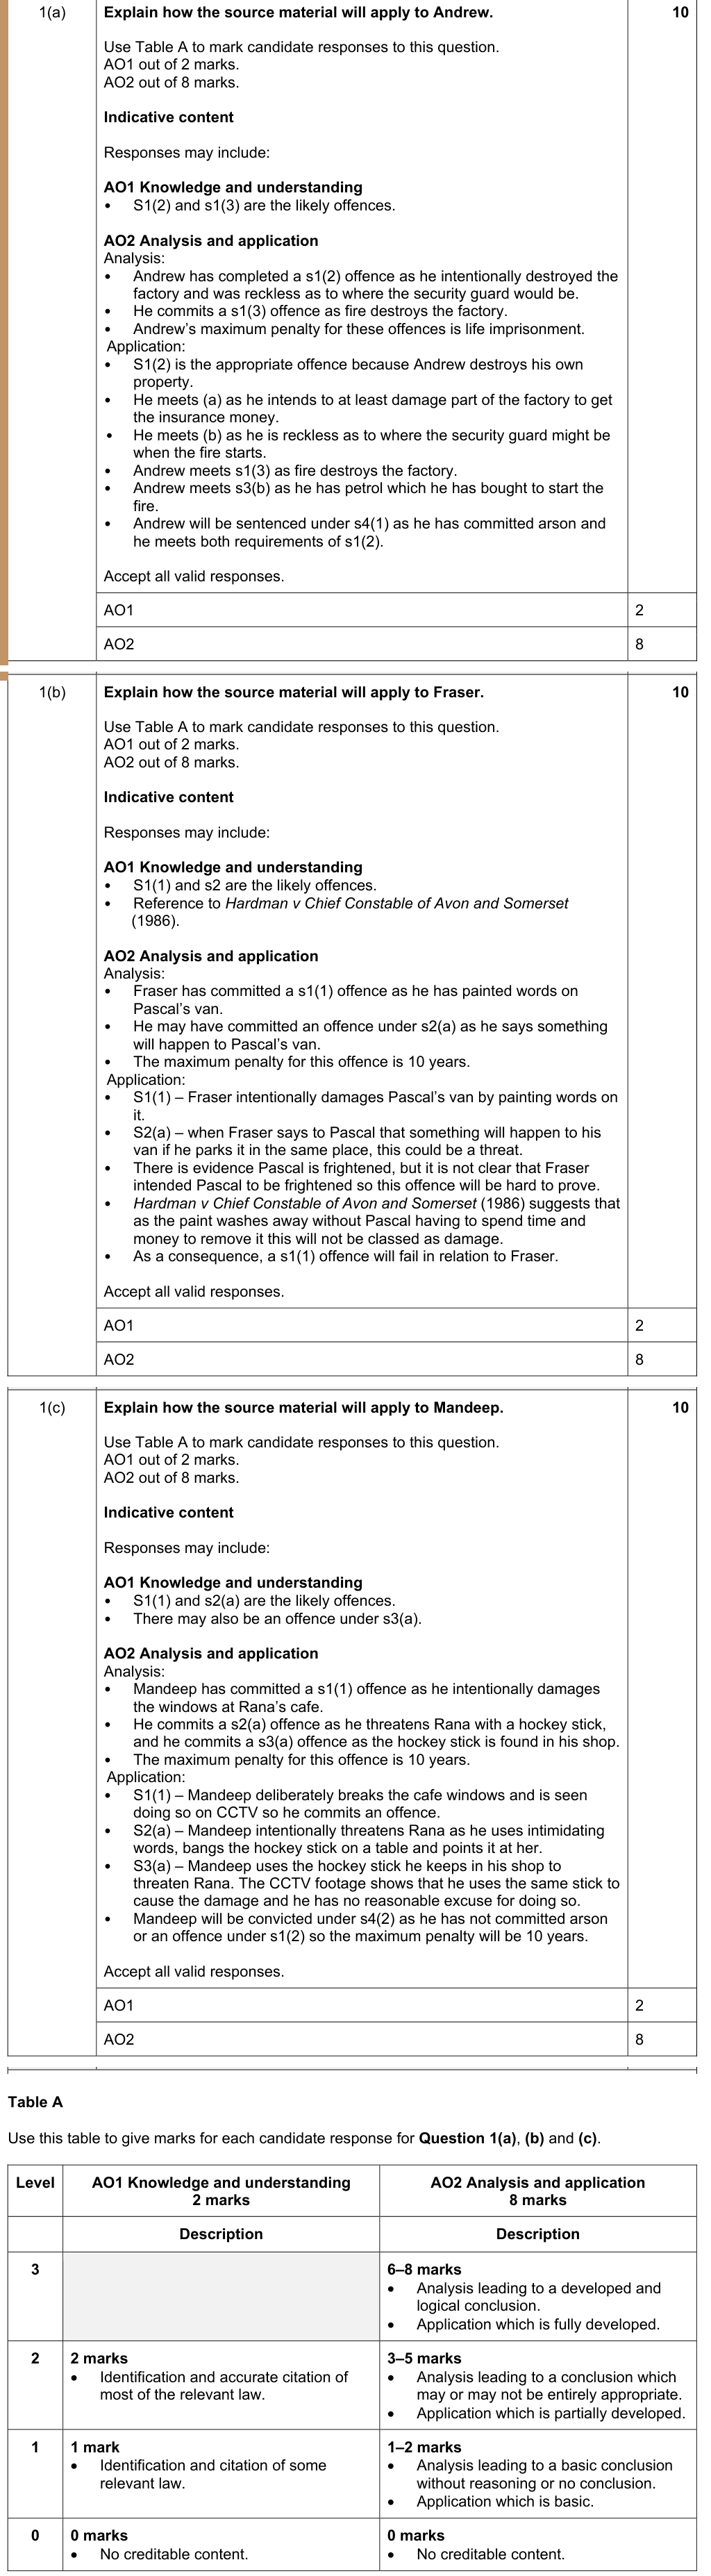 1(a)
Explain how the source material will apply to Andrew.
10
Use Table A to mark candidate responses to this question.
AO1 out of 2 marks.
AO2 out of 8 marks.
Indicative content
Responses may include:
AO1 Knowledge and understanding
• S1(2) and s1(3) are the likely offences.
AO2 Analysis and application
Analysis:
• Andrew has completed a s1(2) offence as he intentionally destroyed the
factory and was reckless as to where the security guard would be.
• He commits a s1(3) offence as fire destroys the factory.
• Andrew's maximum penalty for these offences is life imprisonment.
Application:
• S1(2) is the appropriate offence because Andrew destroys his own
property.
• He meets (a) as he intends to at least damage part of the factory to get
the insurance money.
• He meets (b) as he is reckless as to where the security guard might be
when the fire starts.
• Andrew meets s1(3) as fire destroys the factory.
• Andrew meets s3(b) as he has petrol which he has bought to start the
fire.
• Andrew will be sentenced under s4(1) as he has committed arson and
he meets both requirements of s1(2).
Accept all valid responses.
AO1 2
AO2 8
1(b)
Explain how the source material will apply to Fraser.
10
Use Table A to mark candidate responses to this question.
AO1 out of 2 marks.
AO2 out of 8 marks.
Indicative content
Responses may include:
AO1 Knowledge and understanding
• S1(1) and s2 are the likely offences.
• Reference to Hardman v Chief Constable of Avon and Somerset
(1986).
AO2 Analysis and application
Analysis:
• Fraser has committed a s1(1) offence as he has painted words on
Pascal's van.
• He may have committed an offence under s2(a) as he says something
will happen to Pascal's van.
• The maximum penalty for this offence is 10 years.
Application:
• S1(1) – Fraser intentionally damages Pascal's van by painting words on
it.
• S2(a) – when Fraser says to Pascal that something will happen to his
van if he parks it in the same place, this could be a threat.
• There is evidence Pascal is frightened, but it is not clear that Fraser
intended Pascal to be frightened so this offence will be hard to prove.
• Hardman v Chief Constable of Avon and Somerset (1986) suggests that
as the paint washes away without Pascal having to spend time and
money to remove it this will not be classed as damage.
• As a consequence, a s1(1) offence will fail in relation to Fraser.
Accept all valid responses.
AO1 2
AO2 8
1(c)
Explain how the source material will apply to Mandeep.
10
Use Table A to mark candidate responses to this question.
AO1 out of 2 marks.
AO2 out of 8 marks.
Indicative content
Responses may include:
AO1 Knowledge and understanding
• S1(1) and s2(a) are the likely offences.
• There may also be an offence under s3(a).
AO2 Analysis and application
Analysis:
• Mandeep has committed a s1(1) offence as he intentionally damages
the windows at Rana's cafe.
• He commits a s2(a) offence as he threatens Rana with a hockey stick,
and he commits a s3(a) offence as the hockey stick is found in his shop.
• The maximum penalty for this offence is 10 years.
Application:
• S1(1) – Mandeep deliberately breaks the cafe windows and is seen
doing so on CCTV so he commits an offence.
• S2(a) – Mandeep intentionally threatens Rana as he uses intimidating
words, bangs the hockey stick on a table and points it at her.
• S3(a) – Mandeep uses the hockey stick he keeps in his shop to
threaten Rana. The CCTV footage shows that he uses the same stick to
cause the damage and he has no reasonable excuse for doing so.
• Mandeep will be convicted under s4(2) as he has not committed arson
or an offence under s1(2) so the maximum penalty will be 10 years.
Accept all valid responses.
AO1 2
AO2 8
Table A
Use this table to give marks for each candidate response for Question 1(a), (b) and (c).
Level
AO1 Knowledge and understanding
2 marks
AO2 Analysis and application
8 marks
Description
Description
3
6–8 marks
• Analysis leading to a developed and
logical conclusion.
• Application which is fully developed.
2
2 marks
• Identification and accurate citation of
most of the relevant law.
3–5 marks
• Analysis leading to a conclusion which
may or may not be entirely appropriate.
• Application which is partially developed.
1
1 mark
• Identification and citation of some
relevant law.
1–2 marks
• Analysis leading to a basic conclusion
without reasoning or no conclusion.
• Application which is basic.
0
0 marks
• No creditable content.
0 marks
• No creditable content.